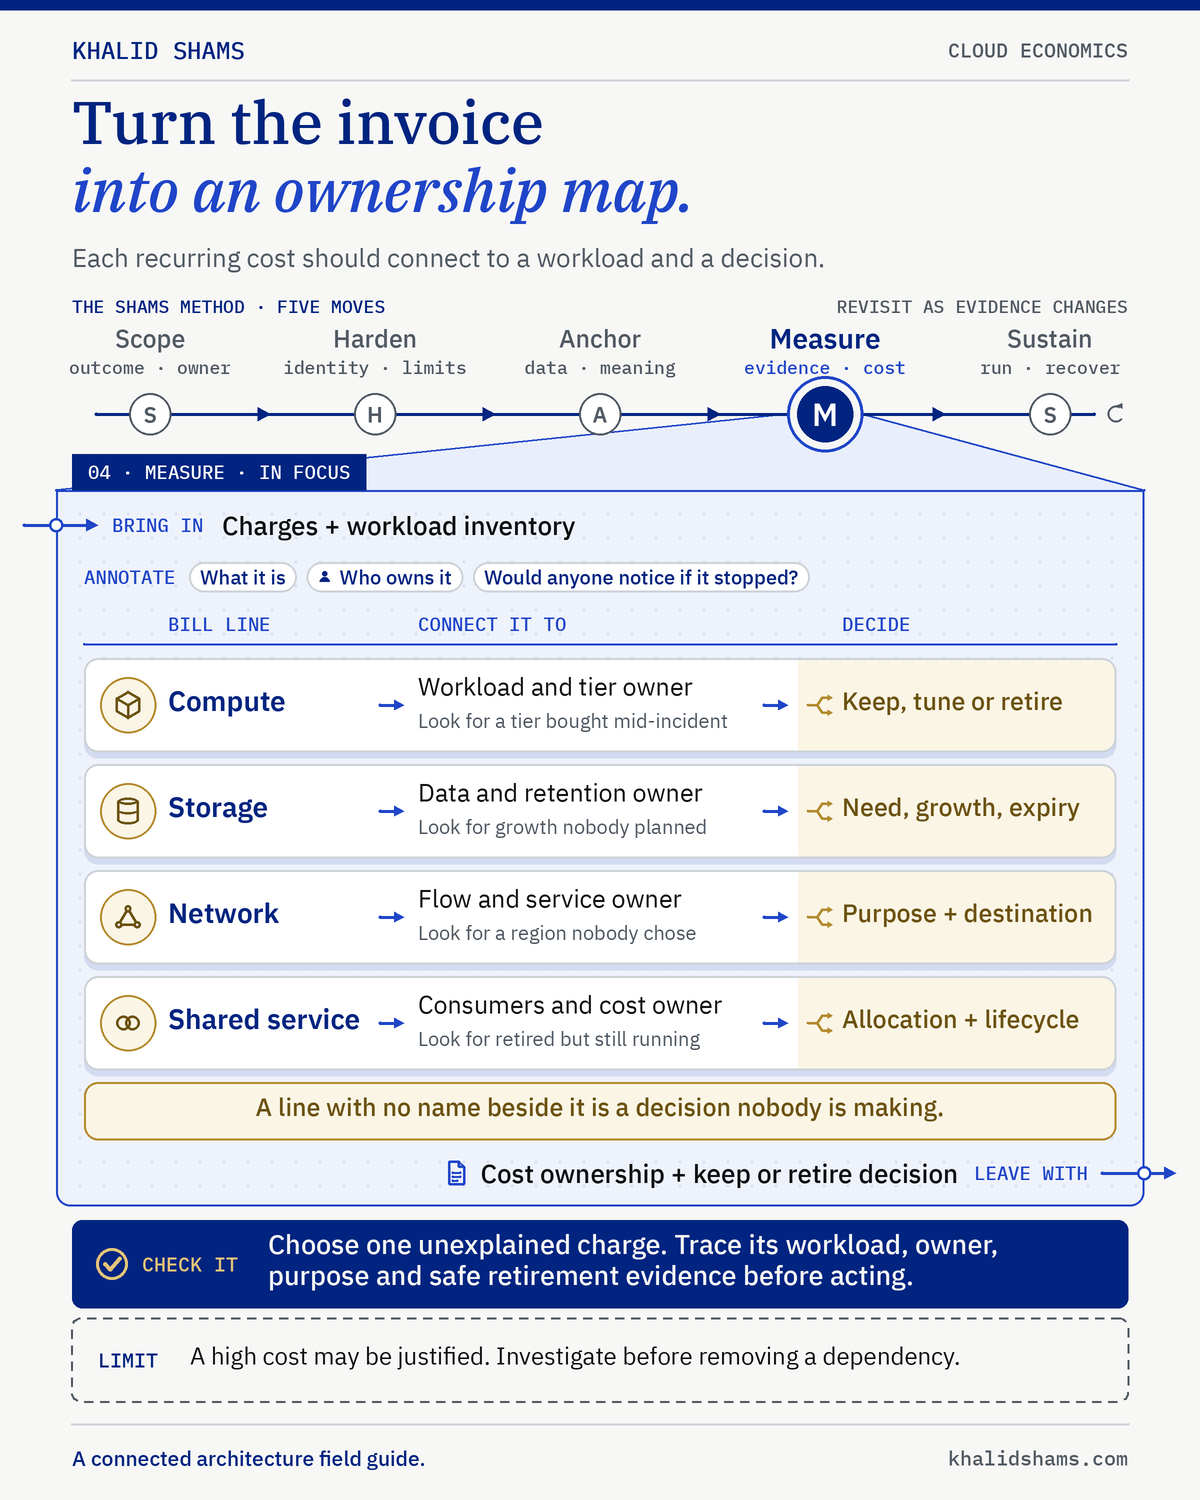 KHALID SHAMS
CLOUD ECONOMICS
Turn the invoice
into an ownership map.
Each recurring cost should connect to a workload and a decision.
THE SHAMS METHOD · FIVE MOVES
REVISIT AS EVIDENCE CHANGES
Scope
outcome · owner
Harden
identity · limits
Anchor
data · meaning
Measure
evidence · cost
Sustain
run · recover
S
H
A
M
S
04 · MEASURE · IN FOCUS
BRING IN Charges + workload inventory
ANNOTATE What it is Who owns it Would anyone notice if it stopped?
BILL LINE CONNECT IT TO DECIDE
Compute
Workload and tier owner
Look for a tier bought mid-incident
Keep, tune or retire
Storage
Data and retention owner
Look for growth nobody planned
Need, growth, expiry
Network
Flow and service owner
Look for a region nobody chose
Purpose + destination
Shared service
Consumers and cost owner
Look for retired but still running
Allocation + lifecycle
A line with no name beside it is a decision nobody is making.
Cost ownership + keep or retire decision LEAVE WITH
CHECK IT
Choose one unexplained charge. Trace its workload, owner,
purpose and safe retirement evidence before acting.
LIMIT A high cost may be justified. Investigate before removing a dependency.
A connected architecture field guide.
khalidshams.com